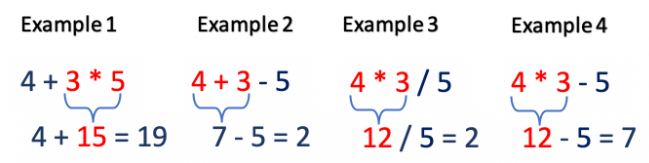 Example 1 Example 2 Example 3 Example 4
4 + 3 * 5 4 + 3 - 5 4 * 3 / 5 4 * 3 - 5
4 + 15 = 19 7 - 5 = 2 12 / 5 = 2 12 - 5 = 7